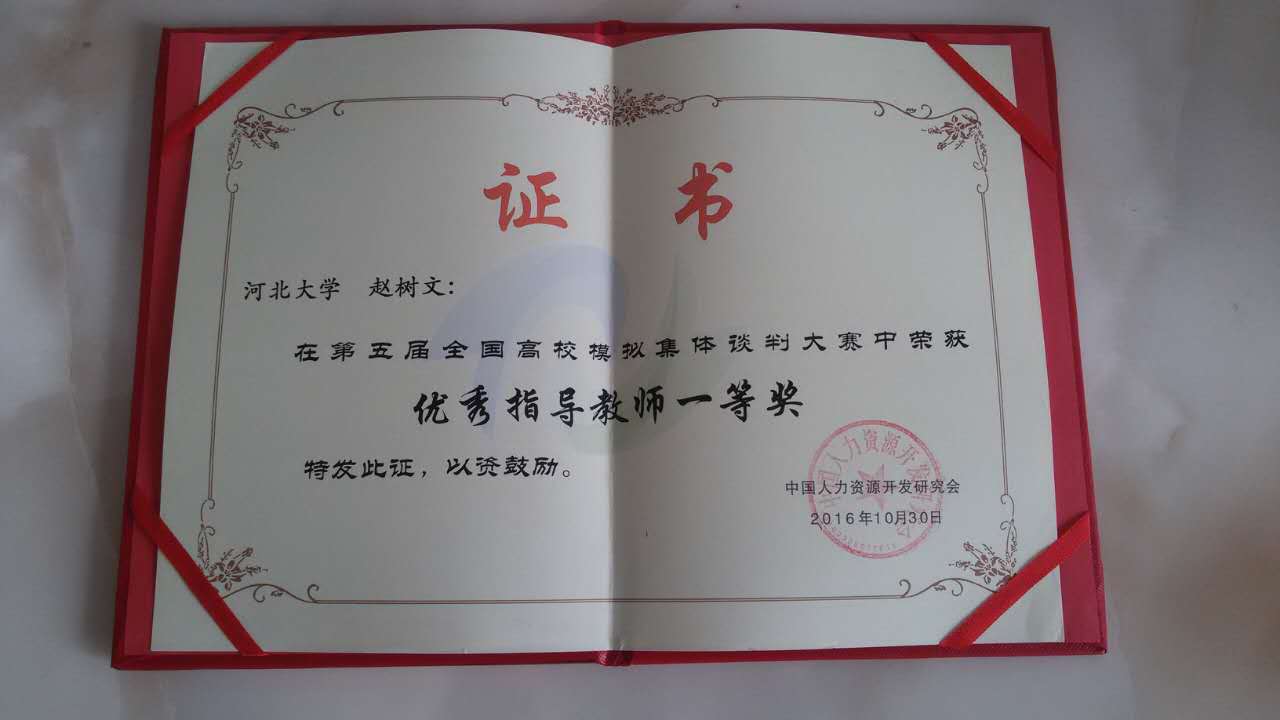 证 书
河北大学 赵树文:
在第五届全国高校模拟集体谈判大赛中荣获
优秀指导教师一等奖
特发此证，以资鼓励。
中国人力资源开发研究会
2016年10月30日